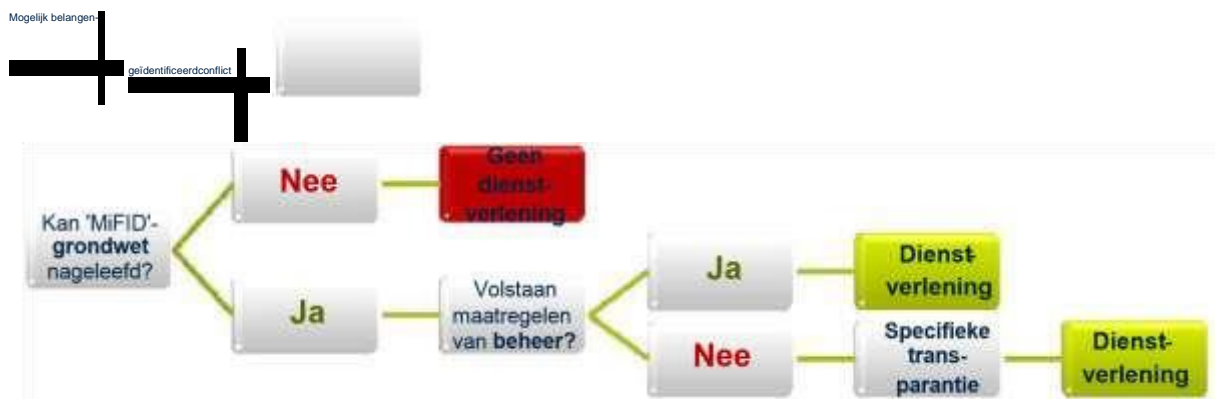 Mogelijk belangen-
geïdentificeerdconflict
Nee
Geen
dienst-
verlening
Kan 'MiFID'-
grondwet
nageleefd?
Ja
Volstaan
maatregelen
van beheer?
Ja
Dienst-
verlening
Nee
Specifieke
trans-
parantie
Dienst-
verlening